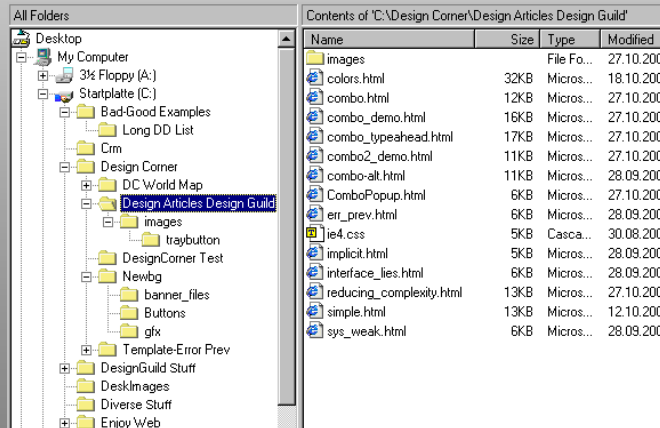 All Folders
Desktop
My Computer
3½ Floppy (A:)
Startplatte (C:)
Bad-Good Examples
Long DD List
Crm
Design Corner
DC World Map
Design Articles Design Guild
images
traybutton
DesignCorner Test
Newbg
banner_files
Buttons
gfx
Template-Error Prev
DesignGuild Stuff
DeskImages
Diverse Stuff
Enjoy Web
Contents of 'C:\Design Corner\Design Articles Design Guild'
Name Size Type Modified
images File Fo... 27.10.200
colors.html 32KB Micros... 18.10.200
combo.html 12KB Micros... 27.10.200
combo_demo.html 16KB Micros... 27.10.200
combo_typeahead.html 17KB Micros... 27.10.200
combo2_demo.html 11KB Micros... 27.10.200
combo-alt.html 11KB Micros... 28.09.200
ComboPopup.html 6KB Micros... 27.10.200
err_prev.html 6KB Micros... 28.09.200
ie4.css 5KB Casca... 30.08.200
implicit.html 5KB Micros... 28.09.200
interface_lies.html 6KB Micros... 28.09.200
reducing_complexity.html 13KB Micros... 27.10.200
simple.html 13KB Micros... 12.10.200
sys_weak.html 6KB Micros... 28.09.200